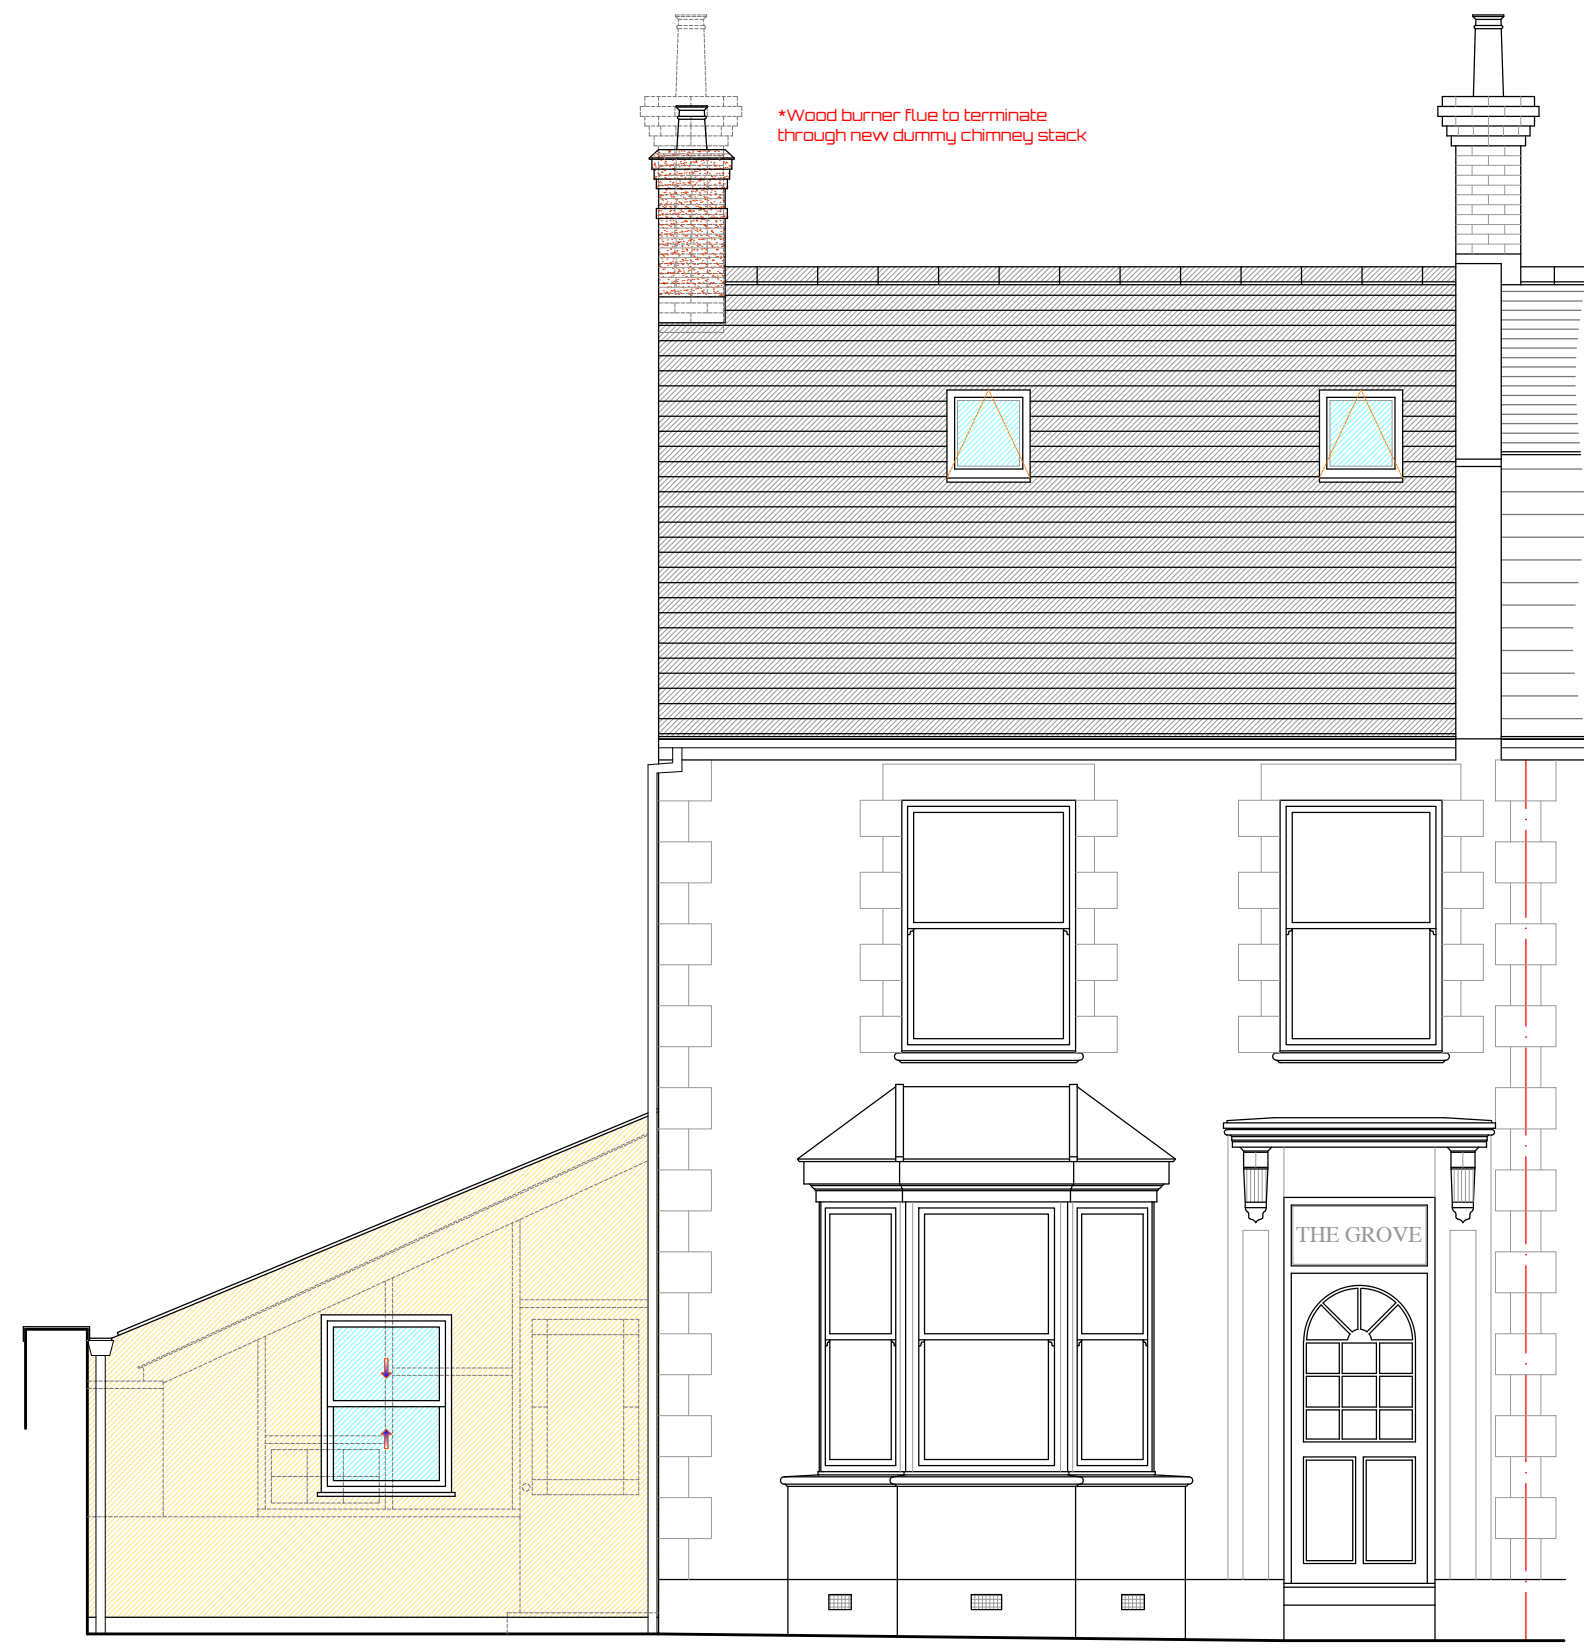 *Wood burner flue to terminate
through new dummy chimney stack
THE GROVE